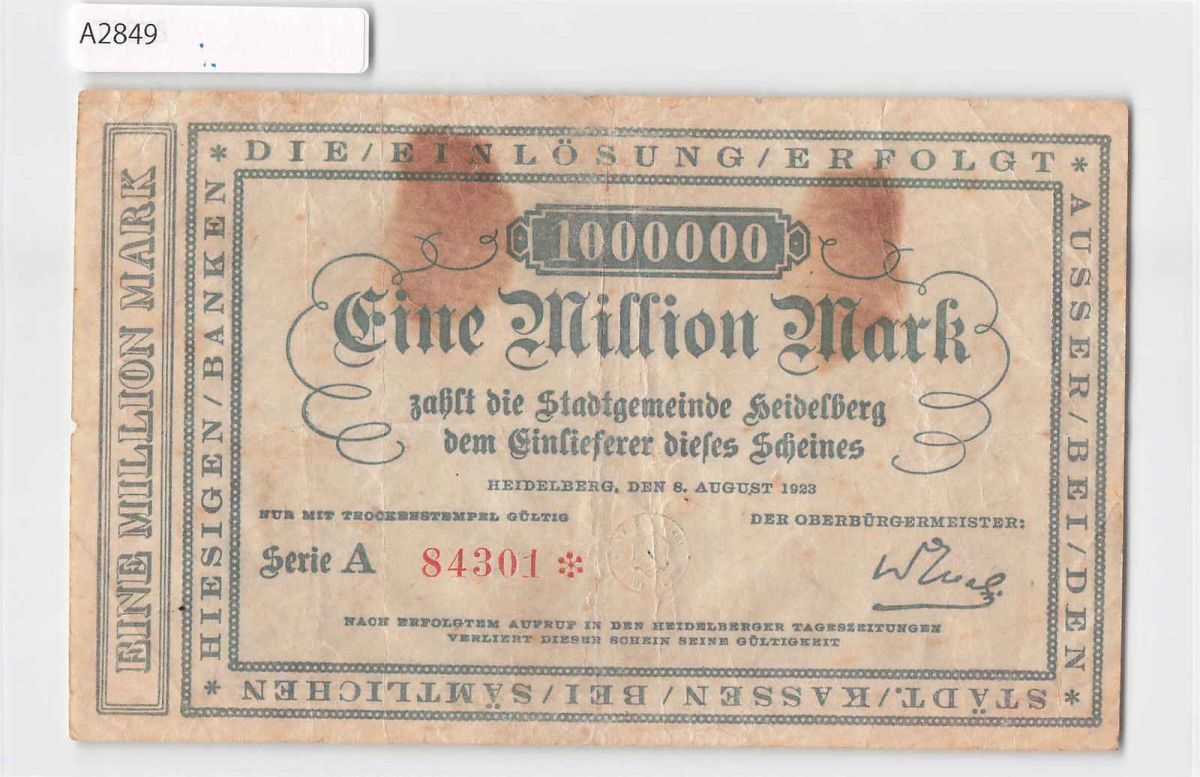 A2849
* DIE/EINLÖSUNG/ERFOLGT *
AUSSER/BEI/DEN *
STÄDT./KASSEN/BEI/SÄMTLICHEN *
HIESIGEN/BANKEN
EINE MILLION MARK
1000000
Eine Million Mark
zahlt die Stadtgemeinde Heidelberg
dem Einlieferer dieses Scheines
HEIDELBERG, DEN 8. AUGUST 1923
NUR MIT TROCKENSTEMPEL GÜLTIG
DER OBERBÜRGERMEISTER:
Serie A 84301 *
NACH ERFOLGTEM AUFRUF IN DEN HEIDELBERGER TAGESZEITUNGEN
VERLIERT DIESER SCHEIN SEINE GÜLTIGKEIT